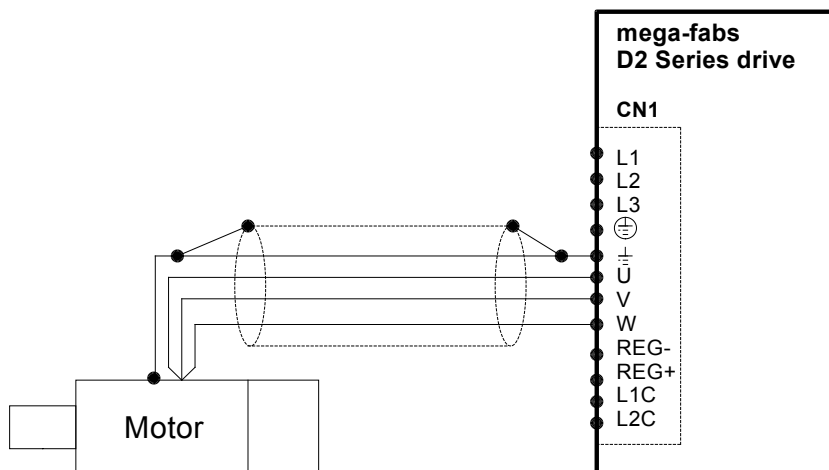 mega-fabs
D2 Series drive
CN1
L1
L2
L3
U
V
W
REG-
REG+
L1C
L2C
Motor